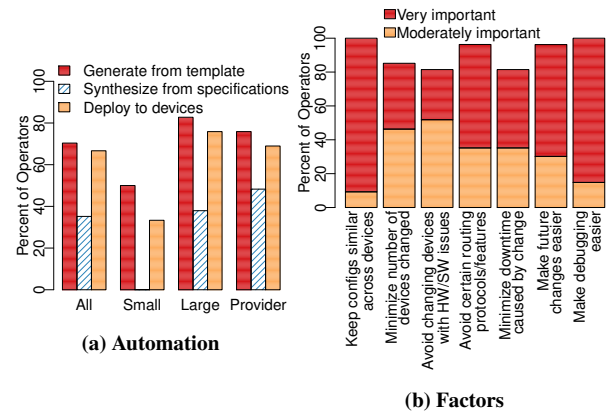 Percent of Operators
0 20 40 60 80 100
Generate from template
Synthesize from specifications
Deploy to devices
All Small Large Provider
(a) Automation
Very important
Moderately important
Percent of Operators
0 20 40 60 80 100
Keep configs similar
across devices
Minimize number of
devices changed
Avoid changing devices
with HW/SW issues
Avoid certain routing
protocols/features
Minimize downtime
caused by change
Make future
changes easier
Make debugging
easier
(b) Factors